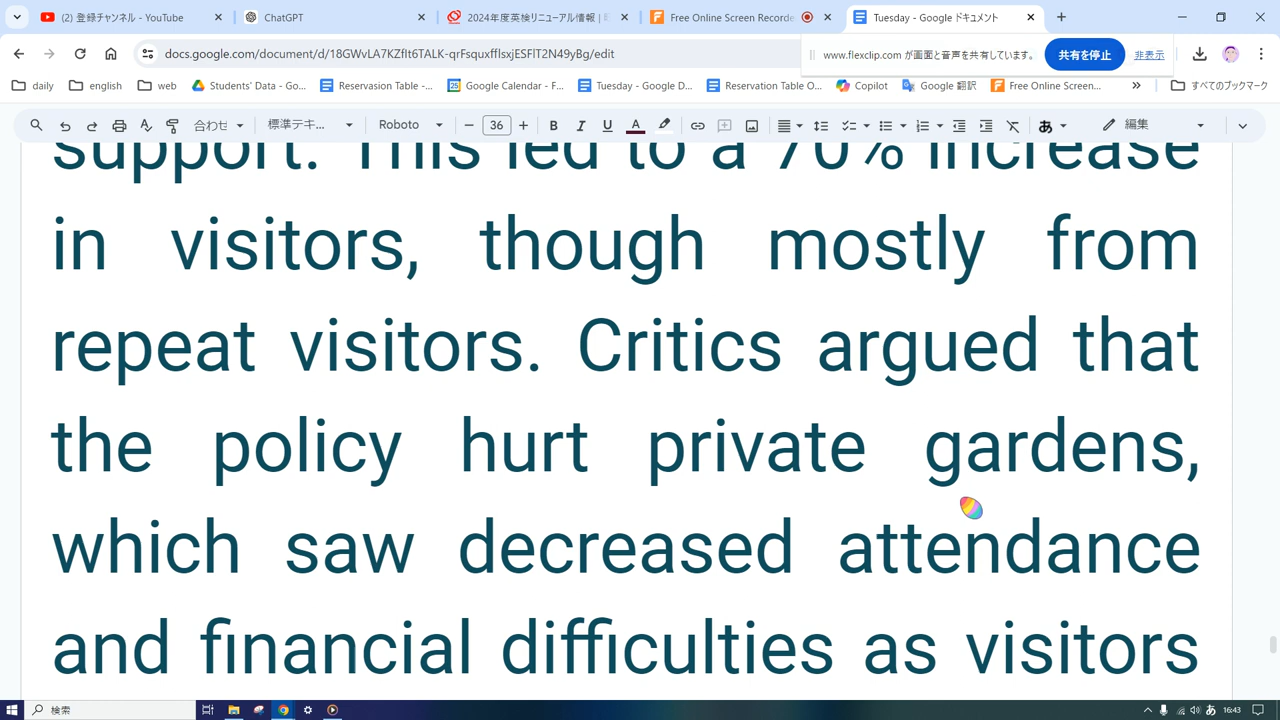 (2) 登録チャンネル - YouTube
ChatGPT
2024年度英検リニューアル情報
Free Online Screen Recorde
Tuesday - Google ドキュメント
docs.google.com/document/d/
/edit
www.flexclip.com が画面と音声を共有しています。
共有を停止
非表示
daily
english
web
Students' Data
Reservation Table -...
Google Calendar - F...
Tuesday - Google D...
Reservation Table O...
Copilot
Google 翻訳
Free Online Screen...
すべてのブックマーク
合わせ
標準テキ...
Roboto
36
編集
support. This led to a 70% increase
in visitors, though mostly from
repeat visitors. Critics argued that
the policy hurt private gardens,
which saw decreased attendance
and financial difficulties as visitors
検索
あ
16:43